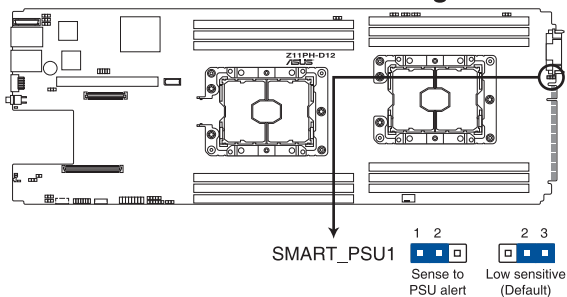 Z11PH-D12
ASUS
SMART_PSU1
1 2
Sense to
PSU alert
2 3
Low sensitive
(Default)